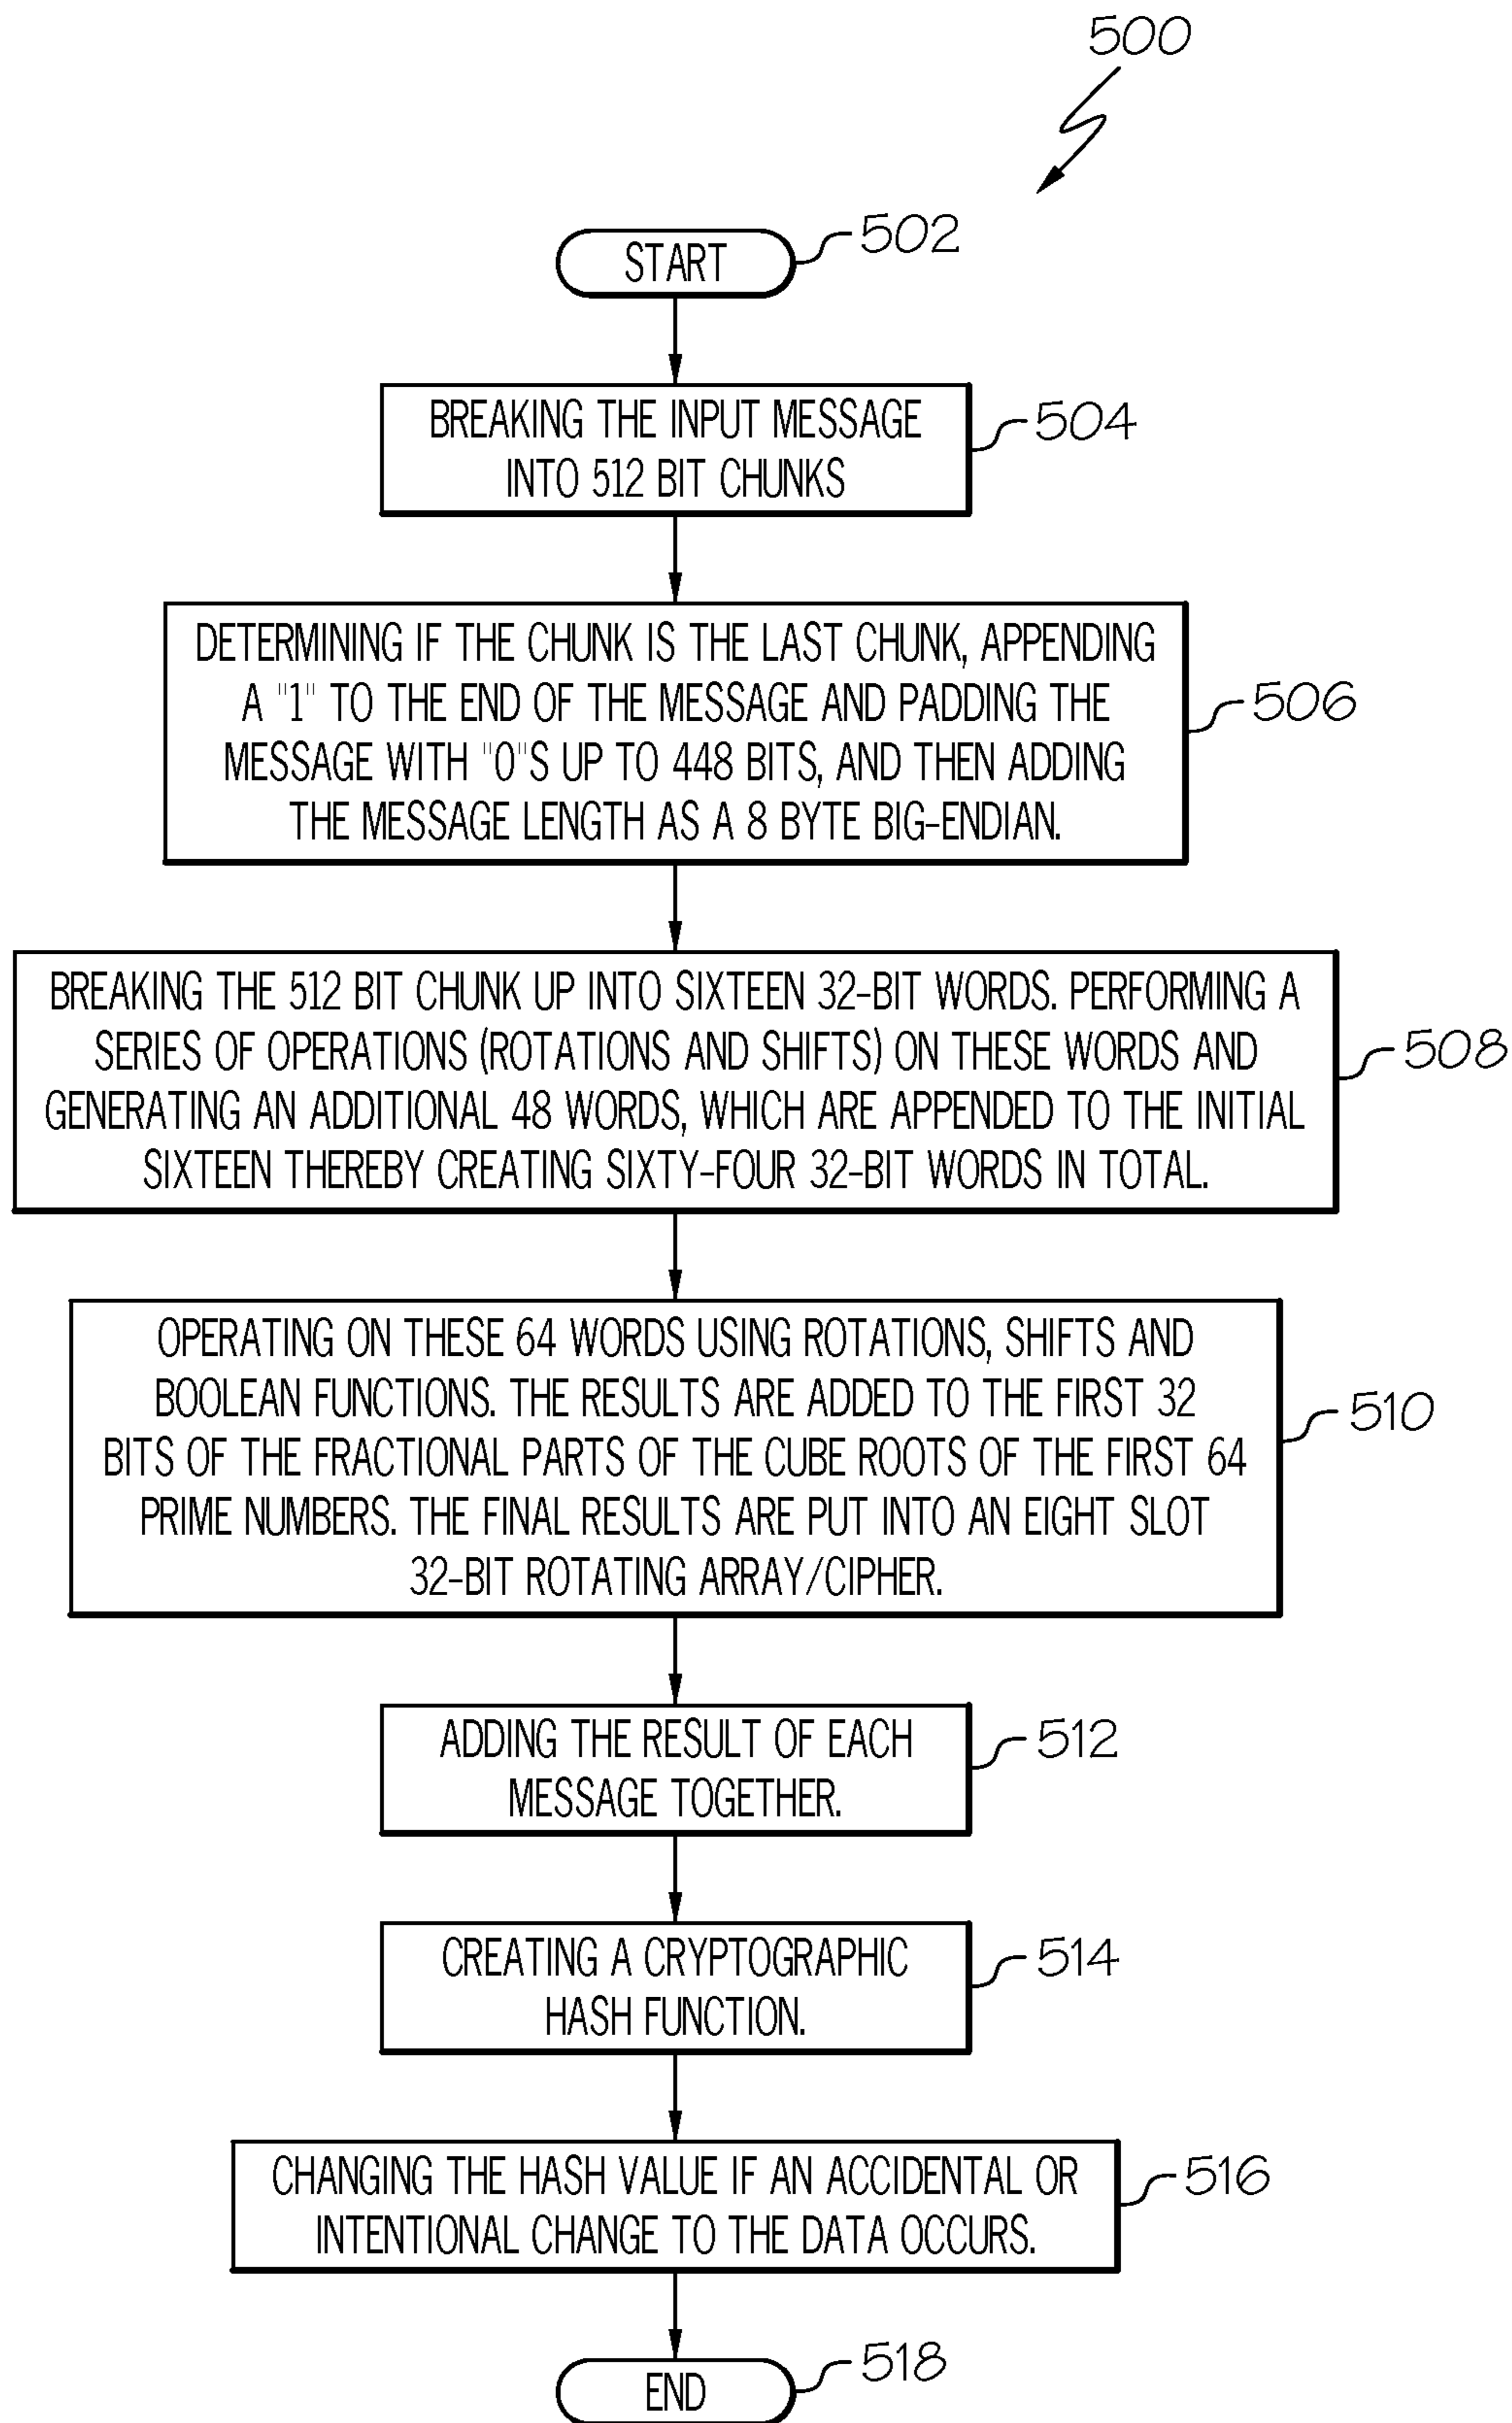 500
START
502
BREAKING THE INPUT MESSAGE
INTO 512 BIT CHUNKS
504
DETERMINING IF THE CHUNK IS THE LAST CHUNK, APPENDING
A "1" TO THE END OF THE MESSAGE AND PADDING THE
MESSAGE WITH "0"S UP TO 448 BITS, AND THEN ADDING
THE MESSAGE LENGTH AS A 8 BYTE BIG-ENDIAN.
506
BREAKING THE 512 BIT CHUNK UP INTO SIXTEEN 32-BIT WORDS. PERFORMING A
SERIES OF OPERATIONS (ROTATIONS AND SHIFTS) ON THESE WORDS AND
GENERATING AN ADDITIONAL 48 WORDS, WHICH ARE APPENDED TO THE INITIAL
SIXTEEN THEREBY CREATING SIXTY-FOUR 32-BIT WORDS IN TOTAL.
508
OPERATING ON THESE 64 WORDS USING ROTATIONS, SHIFTS AND
BOOLEAN FUNCTIONS. THE RESULTS ARE ADDED TO THE FIRST 32
BITS OF THE FRACTIONAL PARTS OF THE CUBE ROOTS OF THE FIRST 64
PRIME NUMBERS. THE FINAL RESULTS ARE PUT INTO AN EIGHT SLOT
32-BIT ROTATING ARRAY/CIPHER.
510
ADDING THE RESULT OF EACH
MESSAGE TOGETHER.
512
CREATING A CRYPTOGRAPHIC
HASH FUNCTION.
514
CHANGING THE HASH VALUE IF AN ACCIDENTAL OR
INTENTIONAL CHANGE TO THE DATA OCCURS.
516
END
518